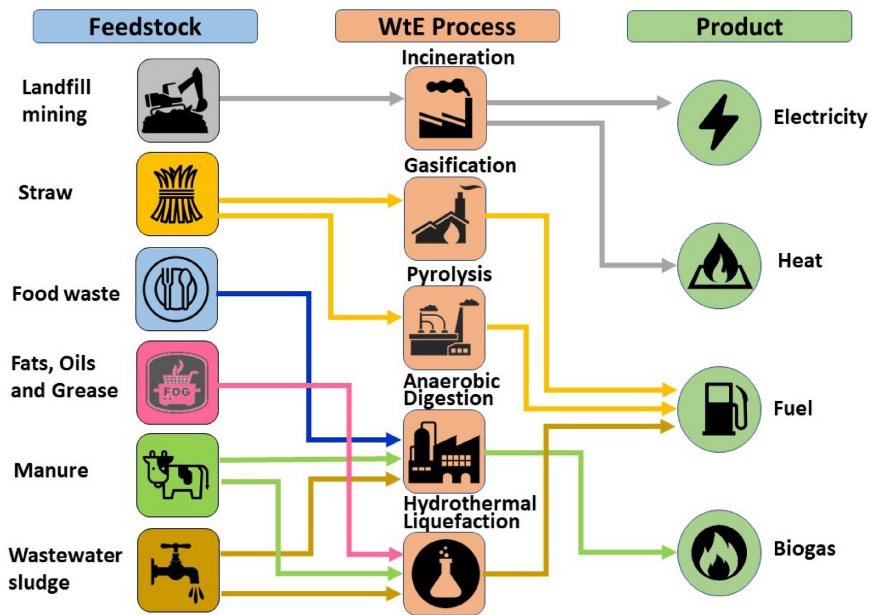 Feedstock
WtE Process
Product
Landfill
mining
Incineration
Electricity
Straw
Gasification
Heat
Food waste
Pyrolysis
Fats, Oils
and Grease
FOG
Anaerobic
Digestion
Fuel
Manure
Hydrothermal
Liquefaction
Wastewater
sludge
Biogas